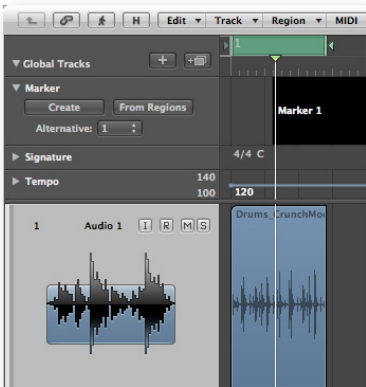 H Edit Track Region MIDI
1
Global Tracks
Marker
Create From Regions
Marker 1
Alternative: 1
Signature 4/4 C
Tempo 140
100 120
1 Audio 1 I R M S
Drums_CrunchMo